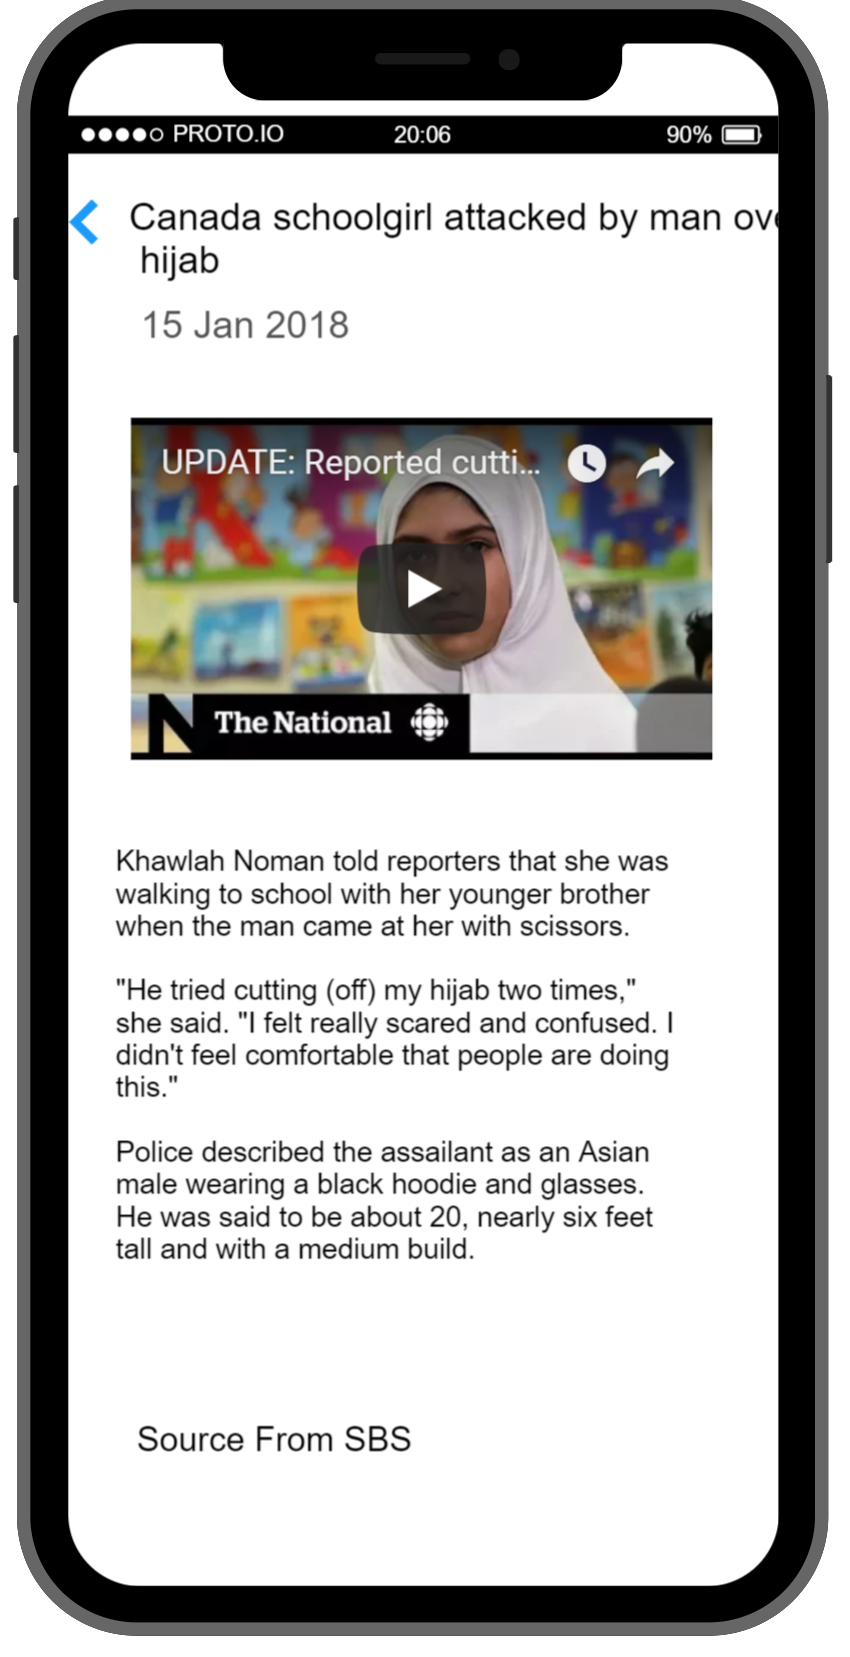 PROTO.IO 20:06 90%
Canada schoolgirl attacked by man ove
hijab
15 Jan 2018
UPDATE: Reported cutti...
The National
Khawlah Noman told reporters that she was
walking to school with her younger brother
when the man came at her with scissors.
"He tried cutting (off) my hijab two times,"
she said. "I felt really scared and confused. I
didn't feel comfortable that people are doing
this."
Police described the assailant as an Asian
male wearing a black hoodie and glasses.
He was said to be about 20, nearly six feet
tall and with a medium build.
Source From SBS